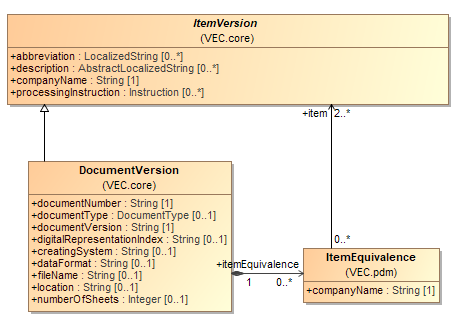 ItemVersion
(VEC.core)
+abbreviation : LocalizedString [0..*]
+description : AbstractLocalizedString [0..*]
+companyName : String [1]
+processingInstruction : Instruction [0..*]
+item 2..*
DocumentVersion
(VEC.core)
+documentNumber : String [1]
+documentType : DocumentType [0..1]
+documentVersion : String [1]
+digitalRepresentationIndex : String [0..1]
+creatingSystem : String [0..1]
+dataFormat : String [0..1]
+fileName : String [0..1]
+location : String [0..1]
+numberOfSheets : Integer [0..1]
0..*
+itemEquivalence
1 0..*
ItemEquivalence
(VEC.pdm)
+companyName : String [1]